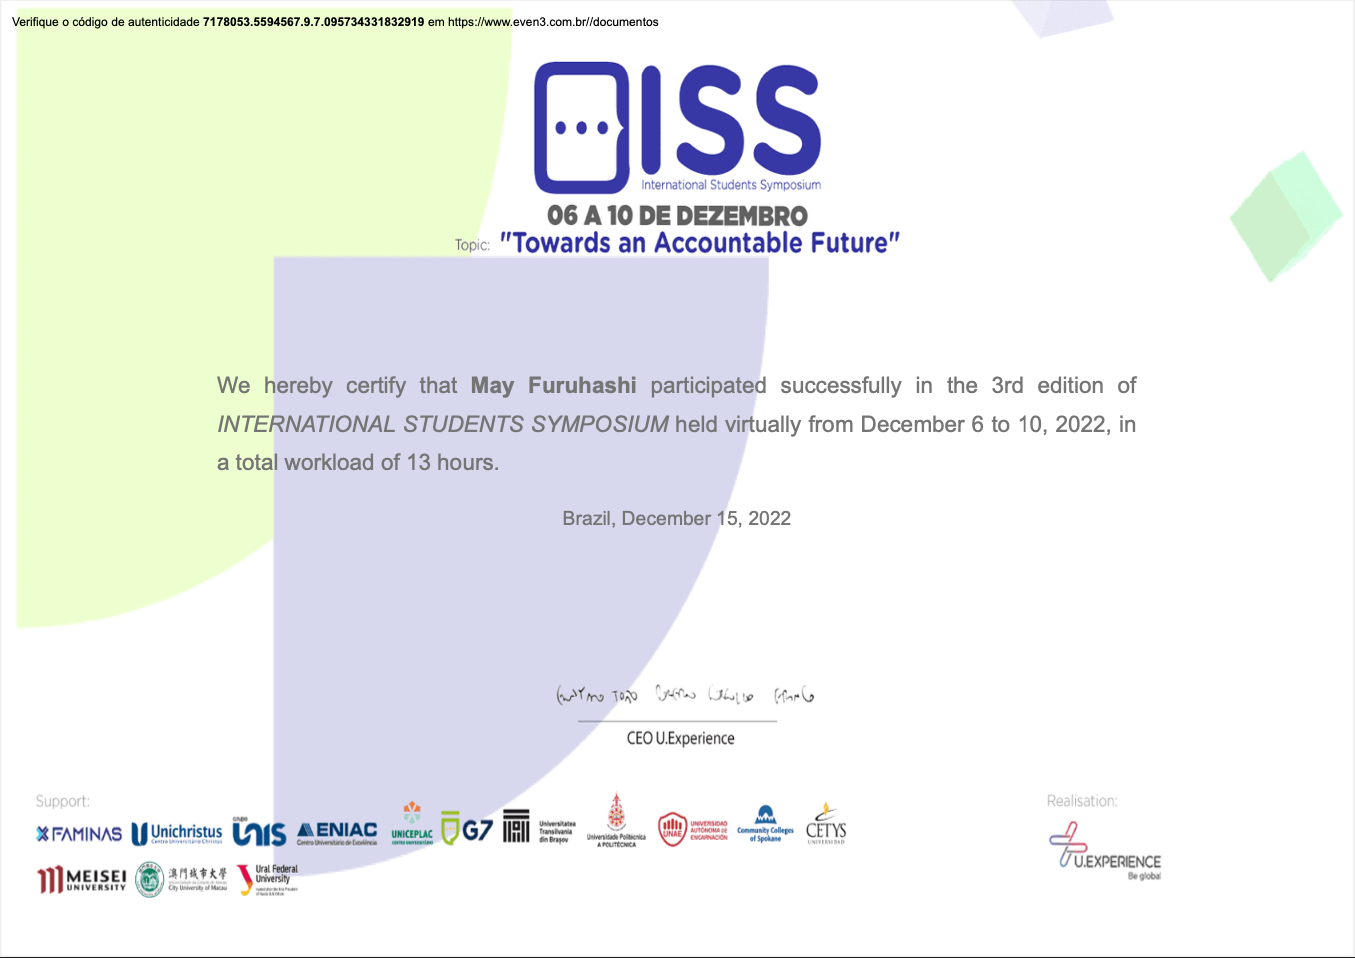 Verifique o código de autenticidade 7178053.5594567.9.7.095734331832919 em https://www.even3.com.br//documentos
ISS
International Students Symposium
06 A 10 DE DEZEMBRO
Topic: "Towards an Accountable Future"
We hereby certify that May Furuhashi participated successfully in the 3rd edition of
INTERNATIONAL STUDENTS SYMPOSIUM held virtually from December 6 to 10, 2022, in
a total workload of 13 hours.
Brazil, December 15, 2022
CEO U.Experience
Support:
Realisation:
FAMINAS
Unichristus
Centro Universitário Christus
Grupo
UNIS
ENIAC
Centro Universitário de Excelência
UNICEPLAC
CENTRO UNIVERSITÁRIO
G7
Universitatea
Transilvania
din Brașov
Universidade Politécnica
A POLITÉCNICA
UNAE
UNIVERSIDAD
AUTÓNOMA DE
ENCARNACIÓN
Community Colleges
of Spokane
CETYS
UNIVERSIDAD
U.EXPERIENCE
Be global
MEISEI
UNIVERSITY
澳門城市大學
City University of Macau
Ural Federal
University